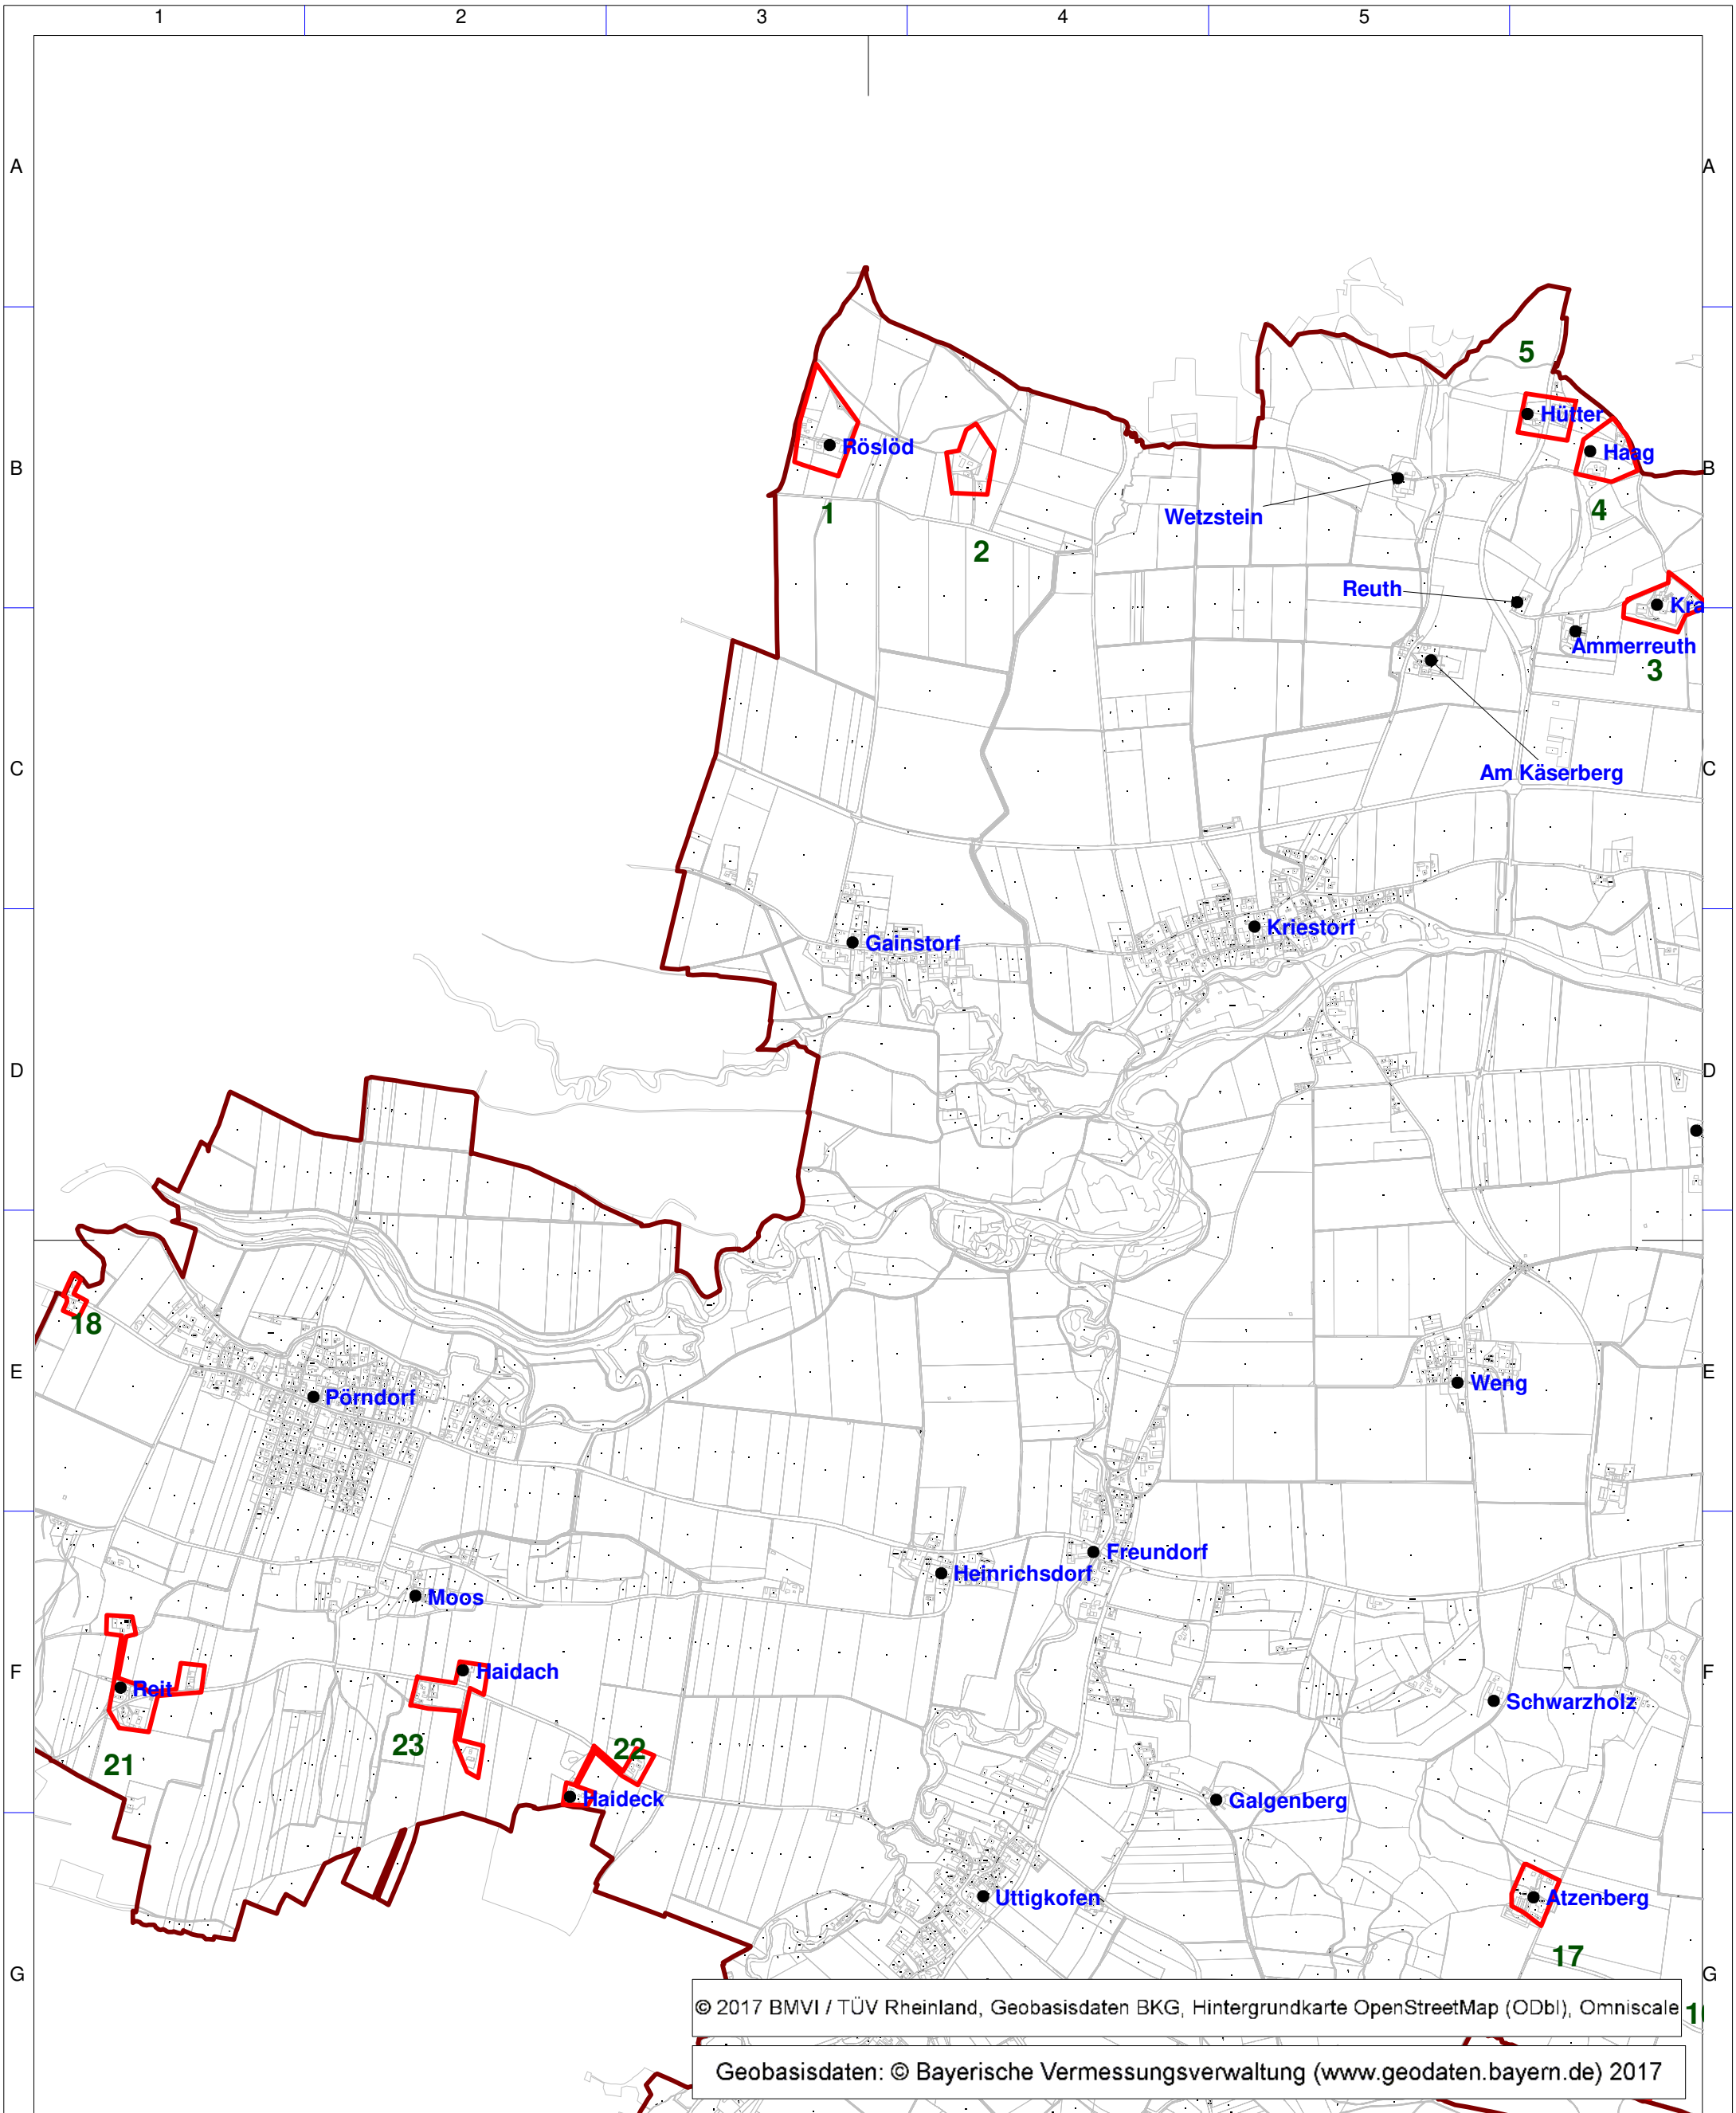 1 2 3 4 5
A A
5
Hütter
Röslöd
Haag
B B
Wetzstein
1
4
2
Reuth
Ammerreuth
3
C C
Am Käserberg
Kriestorf
Gainstorf
D D
18
E E
Weng
Pörndorf
Freundorf
Heinrichsdorf
Moos
F F
Haidach
Reit
Schwarzholz
23
22
21
Haideck
Galgenberg
Uttigkofen
Atzenberg
17
G G
© 2017 BMVI / TÜV Rheinland, Geobasisdaten BKG, Hintergrundkarte OpenStreetMap (ODbl), Omniscale
Geobasisdaten: © Bayerische Vermessungsverwaltung (www.geodaten.bayern.de) 2017